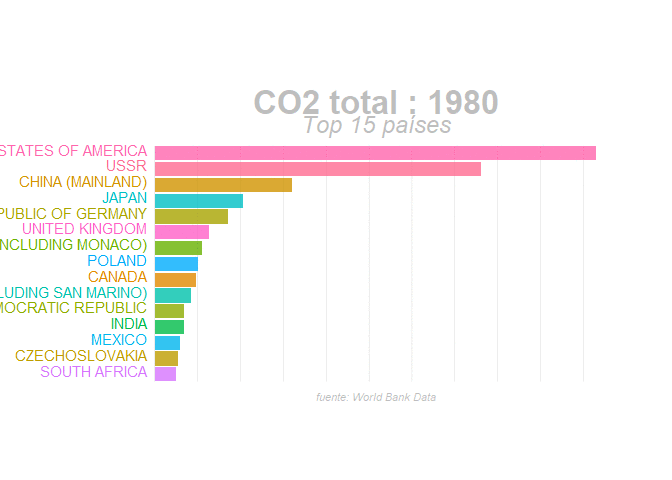 CO2 total : 1980
Top 15 países
STATES OF AMERICA
USSR
CHINA (MAINLAND)
JAPAN
PUBLIC OF GERMANY
UNITED KINGDOM
NCLUDING MONACO)
POLAND
CANADA
LUDING SAN MARINO)
MOCRATIC REPUBLIC
INDIA
MEXICO
CZECHOSLOVAKIA
SOUTH AFRICA
fuente: World Bank Data